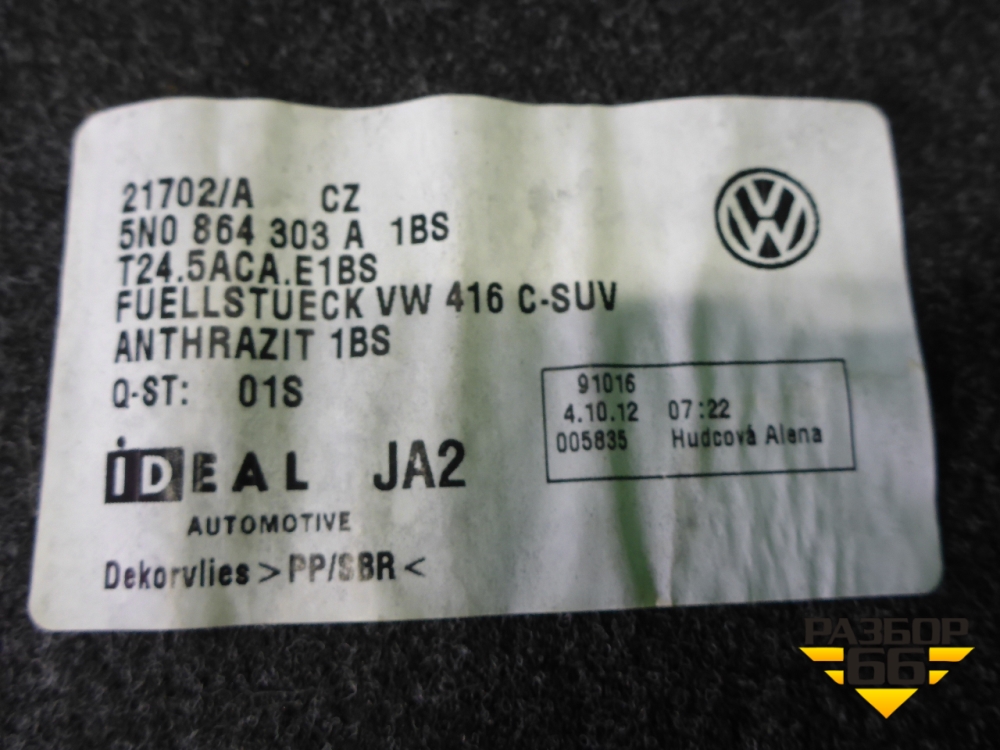 21702/A CZ
5N0 864 303 A 1BS
T24.5ACA.E1BS
FUELLSTUECK VW 416 C-SUV
ANTHRAZIT 1BS
Q-ST: 01S
91016
4.10.12 07:22
005835 Hudcová Alena
IDEAL JA2
AUTOMOTIVE
Dekorvlies >PP/SBR<
РАЗБОР
66